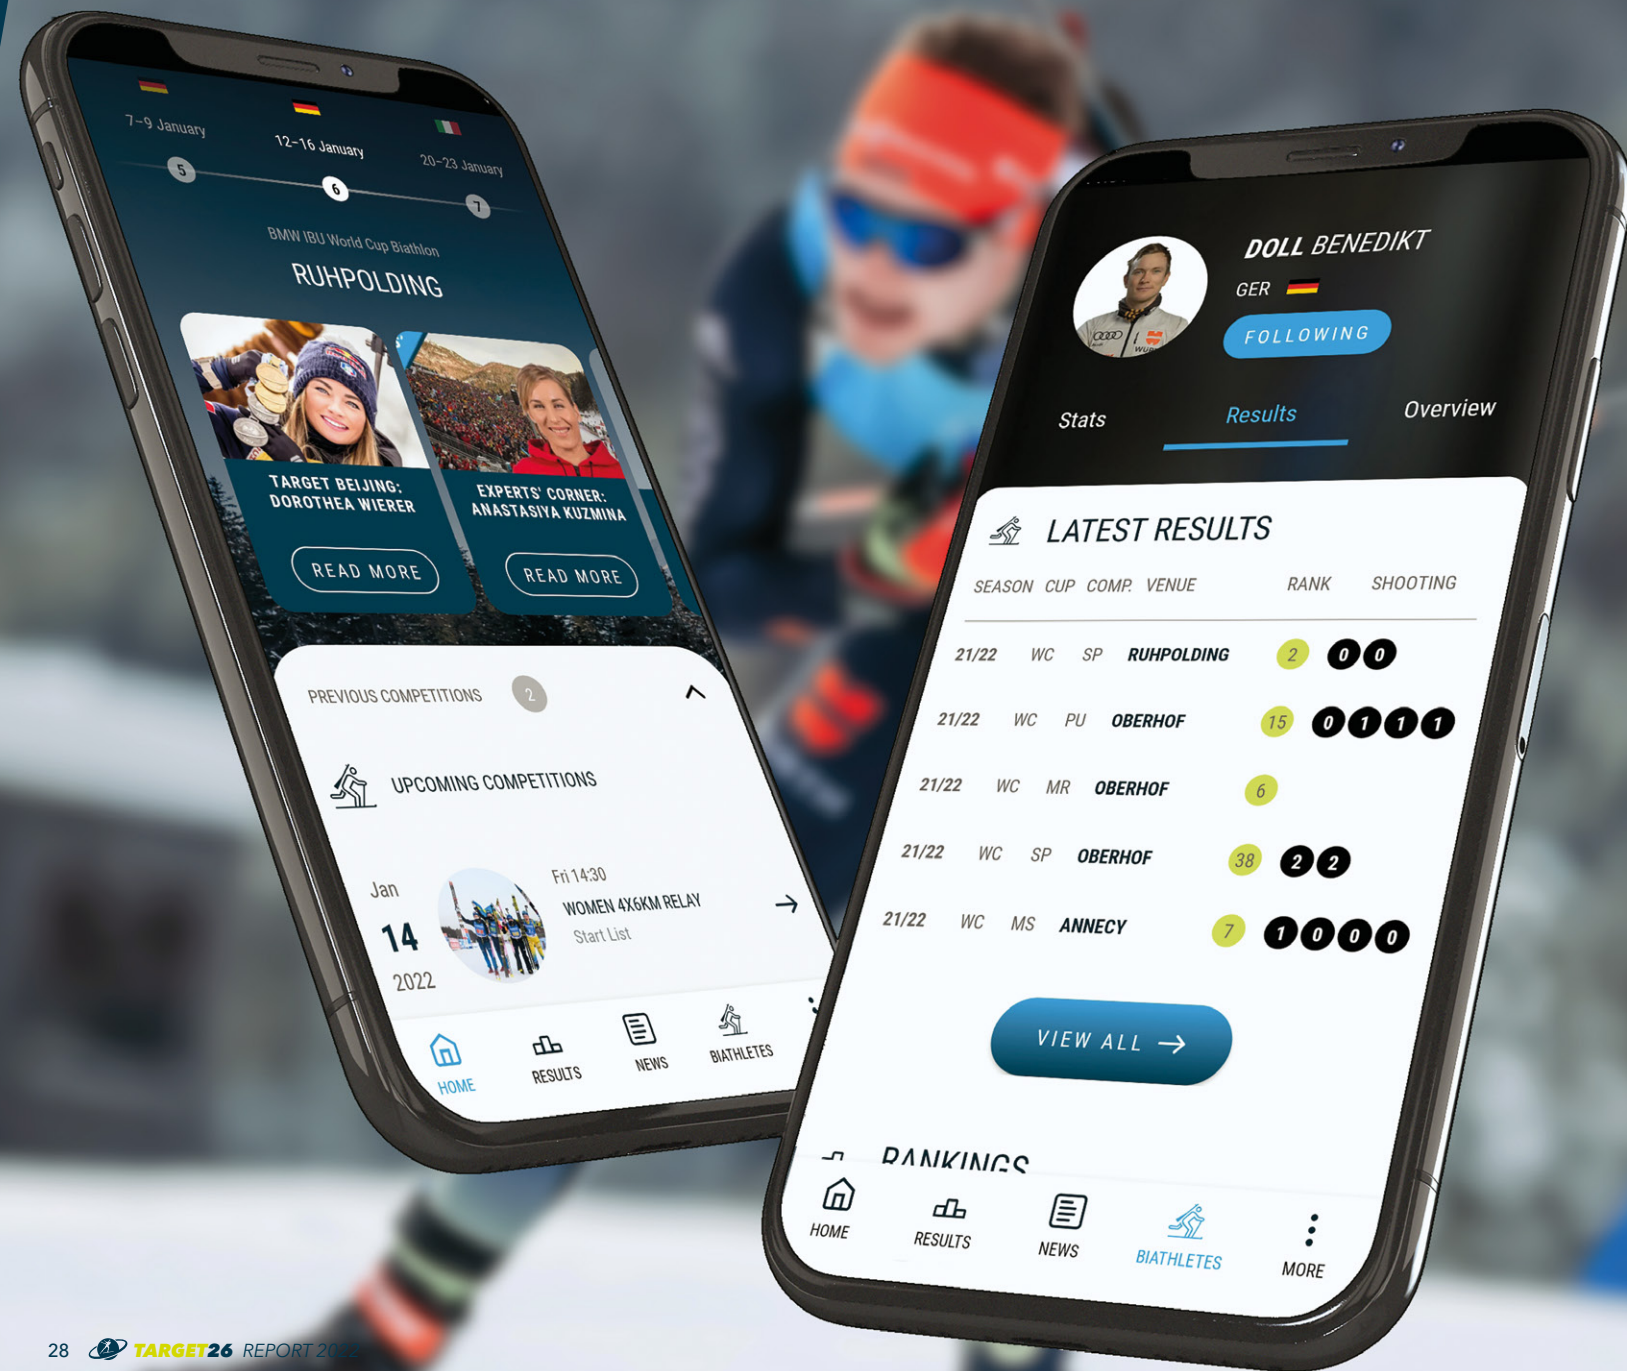 7–9 January
12–16 January
20–23 January
5
6
7
BMW IBU World Cup Biathlon
RUHPOLDING
TARGET BEIJING:
DOROTHEA WIERER
READ MORE
EXPERTS' CORNER:
ANASTASIYA KUZMINA
READ MORE
PREVIOUS COMPETITIONS 2
UPCOMING COMPETITIONS
Jan
14
2022
Fri 14:30
WOMEN 4X6KM RELAY
Start List
HOME
RESULTS
NEWS
BIATHLETES
DOLL BENEDIKT
GER
FOLLOWING
Stats Results Overview
LATEST RESULTS
SEASON CUP COMP. VENUE RANK SHOOTING
21/22 WC SP RUHPOLDING 2 0 0
21/22 WC PU OBERHOF 15 0 1 1 1
21/22 WC MR OBERHOF 6
21/22 WC SP OBERHOF 38 2 2
21/22 WC MS ANNECY 7 1 0 0 0
VIEW ALL →
RANKINGS
HOME
RESULTS
NEWS
BIATHLETES
MORE
28 TARGET26 REPORT 2022